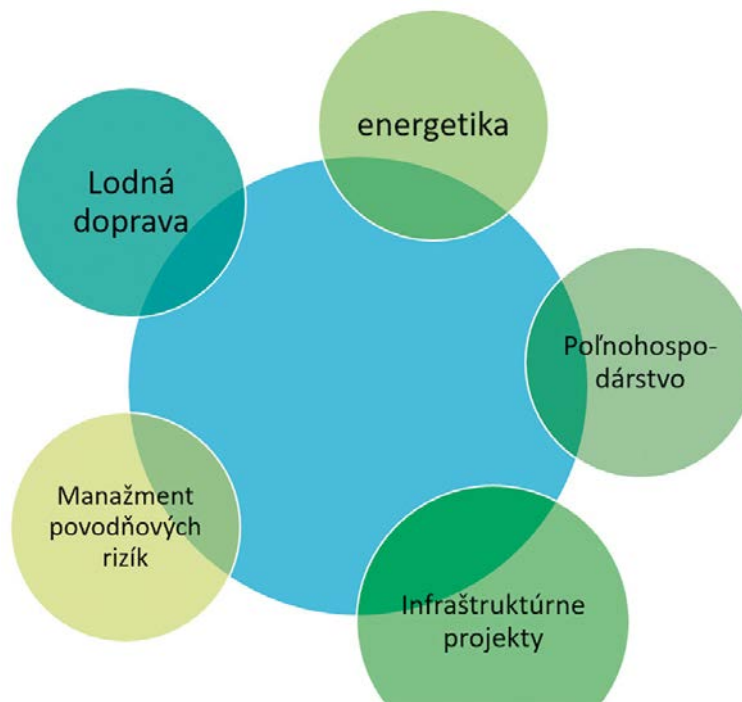 energetika
Lodná
doprava
Poľnohospo-
dárstvo
Manažment
povodňových
rizík
Infraštruktúrne
projekty